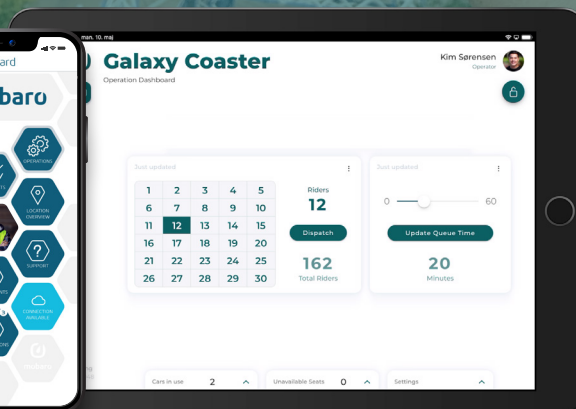 man. 10. maj
Galaxy Coaster
Operation Dashboard
Kim Sørensen
Operator
Just updated
1 2 3 4 5
6 7 8 9 10
11 12 13 14 15
16 17 18 19 20
21 22 23 24 25
26 27 28 29 30
Riders
12
Dispatch
162
Total Riders
Just updated
0 60
Update Queue Time
20
Minutes
Cars in use 2
Unavailable Seats 0
Settings
ard
baro
OPERATIONS
LOCATION
OVERVIEW
SUPPORT
CONNECTION
AVAILABLE